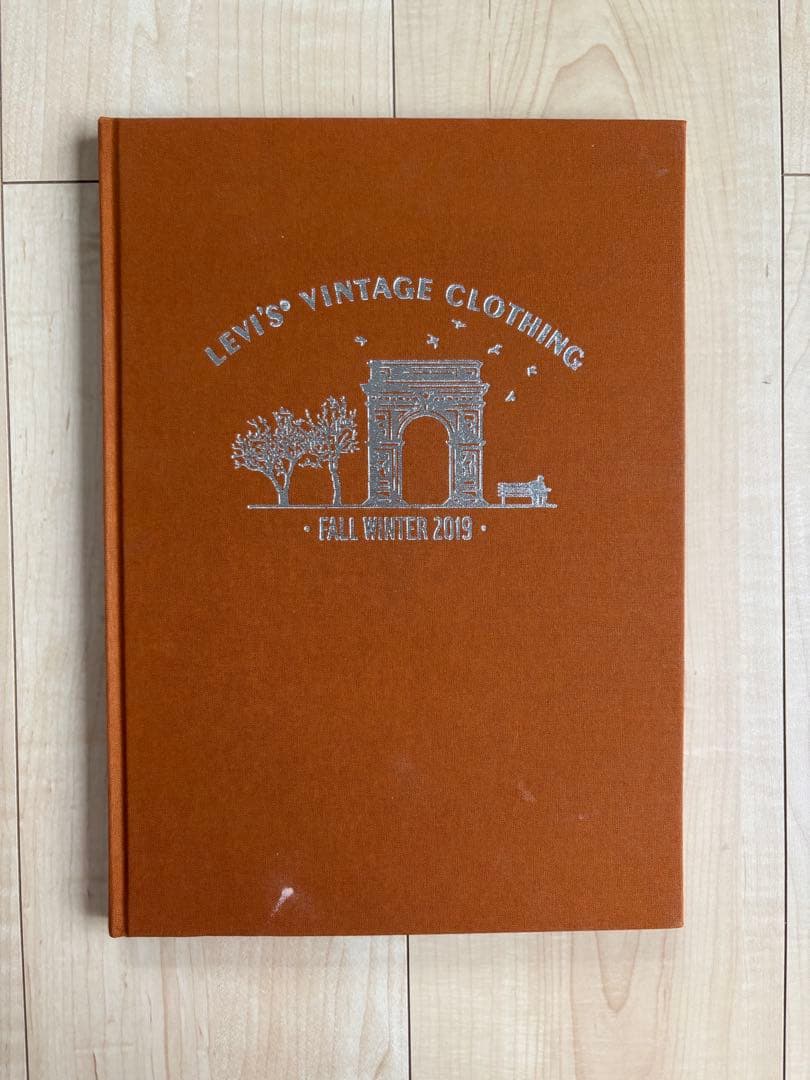 LEVI'S® VINTAGE CLOTHING
· FALL WINTER 2019 ·